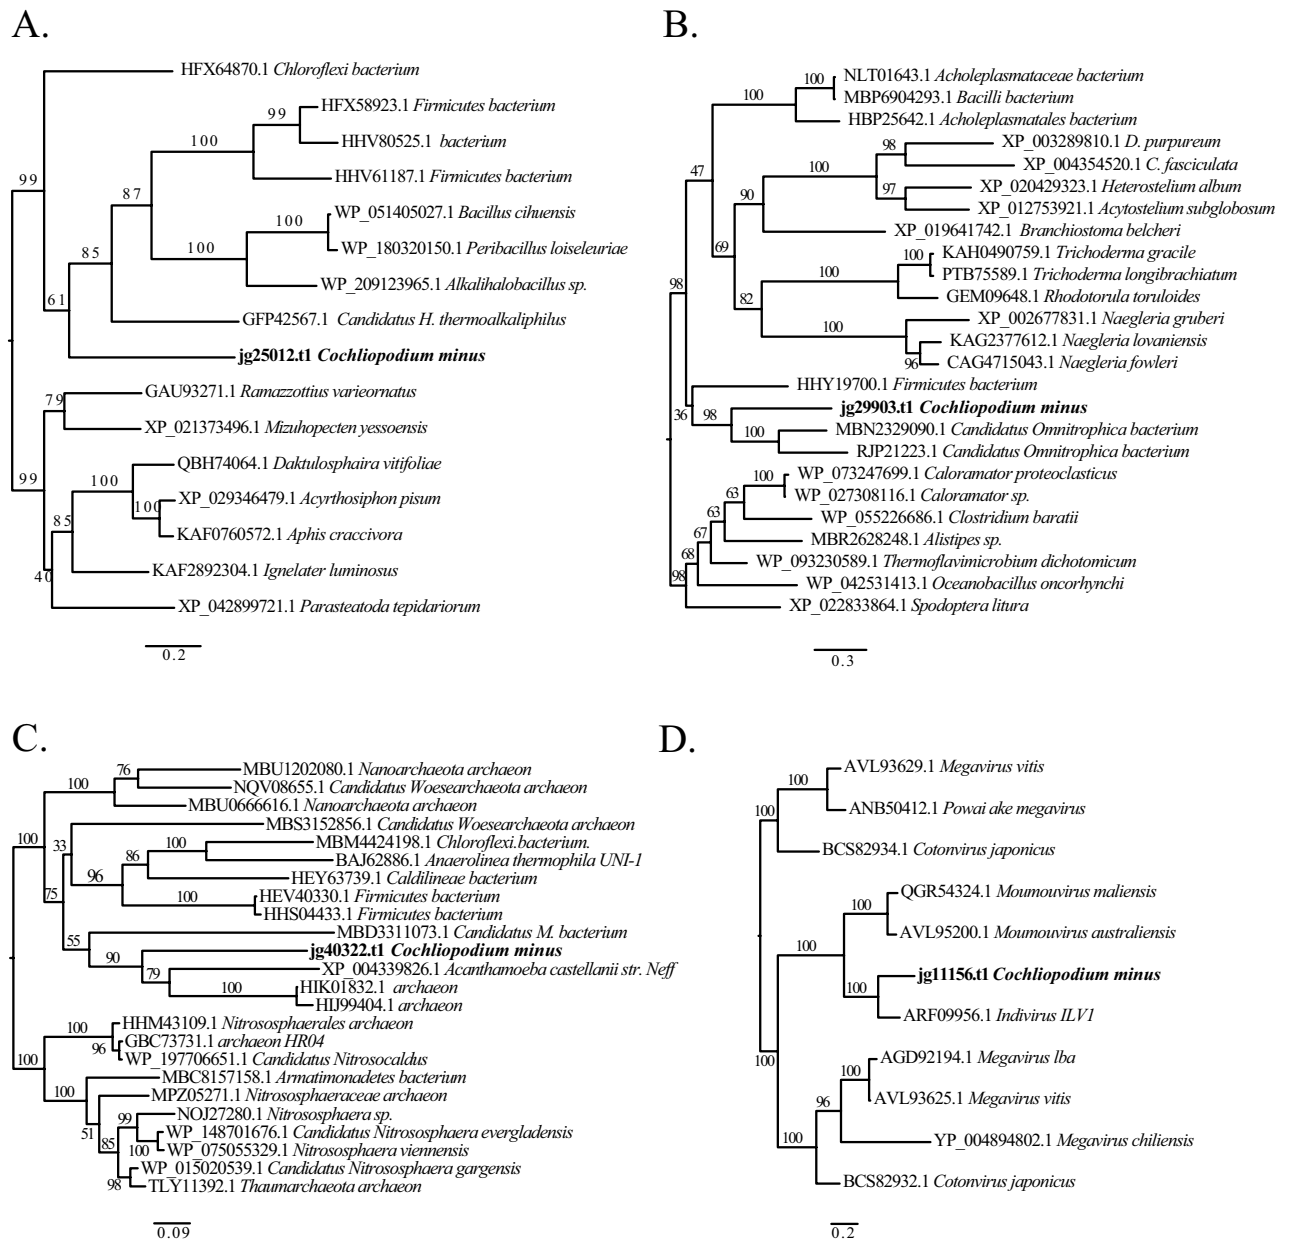 A.
HFX64870.1 Chloroflexi bacterium
HFX58923.1 Firmicutes bacterium
99
HHV80525.1 bacterium
100
HHV61187.1 Firmicutes bacterium
99
87
WP_051405027.1 Bacillus cihuensis
100
WP_180320150.1 Peribacillus loiseleuriae
100
85
WP_209123965.1 Alkalihalobacillus sp.
61
GFP42567.1 Candidatus H. thermoalkaliphilus
jg25012.t1 Cochliopodium minus
GAU93271.1 Ramazzottius varieornatus
79
XP_021373496.1 Mizuhopecten yessoensis
99
QBH74064.1 Daktulosphaira vitifoliae
100
XP_029346479.1 Acyrthosiphon pisum
100
85
KAF0760572.1 Aphis craccivora
KAF2892304.1 Ignelater luminosus
40
XP_042899721.1 Parasteatoda tepidariorum
0.2
B.
NLT01643.1 Acholeplasmataceae bacterium
100
MBP6904293.1 Bacilli bacterium
100
HBP25642.1 Acholeplasmatales bacterium
XP_003289810.1 D. purpureum
98
XP_004354520.1 C. fasciculata
47
100
XP_020429323.1 Heterostelium album
97
90
XP_012753921.1 Acytostelium subglobosum
XP_019641742.1 Branchiostoma belcheri
69
KAH0490759.1 Trichoderma gracile
100
PTB75589.1 Trichoderma longibrachiatum
100
GEM09648.1 Rhodotorula toruloides
98
82
XP_002677831.1 Naegleria gruberi
100
KAG2377612.1 Naegleria lovaniensis
96
CAG4715043.1 Naegleria fowleri
HHY19700.1 Firmicutes bacterium
36
jg29903.t1 Cochliopodium minus
98
MBN2329090.1 Candidatus Omnitrophica bacterium
100
RJP21223.1 Candidatus Omnitrophica bacterium
WP_073247699.1 Caloramator proteoclasticus
100
WP_027308116.1 Caloramator sp.
63
WP_055226686.1 Clostridium baratii
63
MBR2628248.1 Alistipes sp.
67
WP_093230589.1 Thermoflavimicrobium dichotomicum
68
WP_042531413.1 Oceanobacillus oncorhynchi
98
XP_022833864.1 Spodoptera litura
0.3
C.
MBU1202080.1 Nanoarchaeota archaeon
76
NQV08655.1 Candidatus Woesearchaeota archaeon
100
MBU0666616.1 Nanoarchaeota archaeon
MBS3152856.1 Candidatus Woesearchaeota archaeon
100
33
MBM4424198.1 Chloroflexi.bacterium.
100
BAJ62886.1 Anaerolinea thermophila UNI-1
86
HEY63739.1 Caldilineae bacterium
96
HEV40330.1 Firmicutes bacterium
100
HHS04433.1 Firmicutes bacterium
75
MBD3311073.1 Candidatus M. bacterium
55
jg40322.t1 Cochliopodium minus
90
XP_004339826.1 Acanthamoeba castellanii str. Neff
79
HIK01832.1 archaeon
100
HIJ99404.1 archaeon
HHM43109.1 Nitrososphaerales archaeon
100
GBC73731.1 archaeon HR04
96
WP_197706651.1 Candidatus Nitrosocaldus
100
MBC8157158.1 Armatimonadetes bacterium
100
MPZ05271.1 Nitrososphaeraceae archaeon
51
NOJ27280.1 Nitrososphaera sp.
99
WP_148701676.1 Candidatus Nitrososphaera evergladensis
85
100
WP_075055329.1 Nitrososphaera viennensis
WP_015020539.1 Candidatus Nitrososphaera gargensis
98
TLY11392.1 Thaumarchaeota archaeon
0.09
D.
AVL93629.1 Megavirus vitis
100
ANB50412.1 Powai ake megavirus
100
BCS82934.1 Cotonvirus japonicus
QGR54324.1 Moumouvirus maliensis
100
AVL95200.1 Moumouvirus australiensis
100
jg11156.t1 Cochliopodium minus
100
ARF09956.1 Indivirus ILV1
100
AGD92194.1 Megavirus lba
100
AVL93625.1 Megavirus vitis
96
YP_004894802.1 Megavirus chiliensis
100
BCS82932.1 Cotonvirus japonicus
0.2